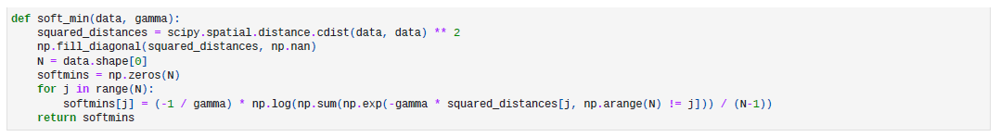 def soft_min(data, gamma):
    squared_distances = scipy.spatial.distance.cdist(data, data) ** 2
    np.fill_diagonal(squared_distances, np.nan)
    N = data.shape[0]
    softmins = np.zeros(N)
    for j in range(N):
        softmins[j] = (-1 / gamma) * np.log(np.sum(np.exp(-gamma * squared_distances[j, np.arange(N) != j])) / (N-1))
    return softmins